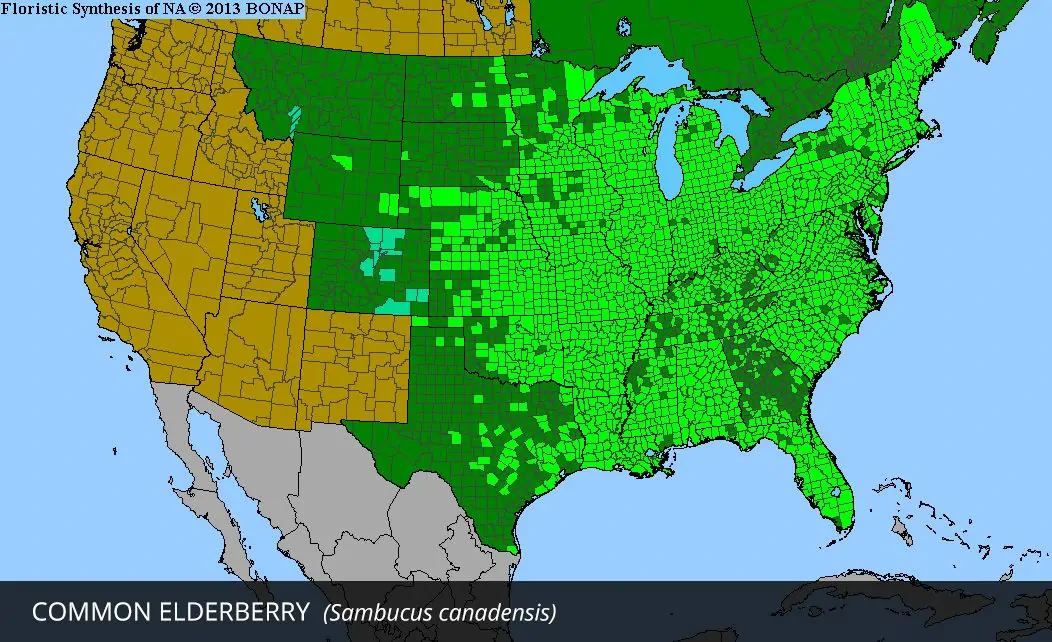 Floristic Synthesis of NA © 2013 BONAP
COMMON ELDERBERRY (Sambucus canadensis)